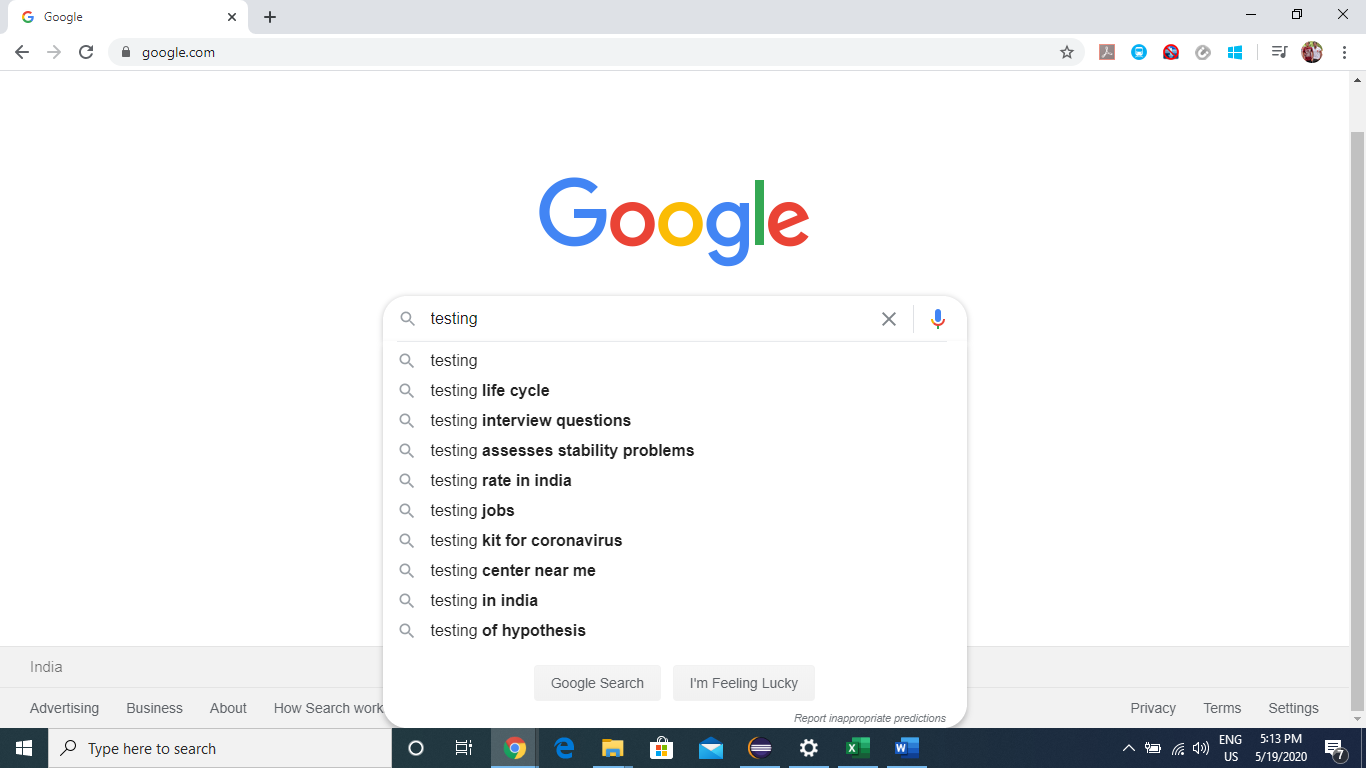 Google
google.com
Google
testing
testing
testing life cycle
testing interview questions
testing assesses stability problems
testing rate in india
testing jobs
testing kit for coronavirus
testing center near me
testing in india
testing of hypothesis
Google Search I'm Feeling Lucky
Report inappropriate predictions
India
Advertising Business About How Search work Privacy Terms Settings
Type here to search
ENG
US
5:13 PM
5/19/2020
7